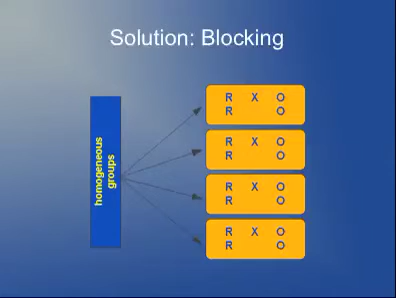 Solution: Blocking
homogeneous
groups
R X O
R O
R X O
R O
R X O
R O
R X O
R O